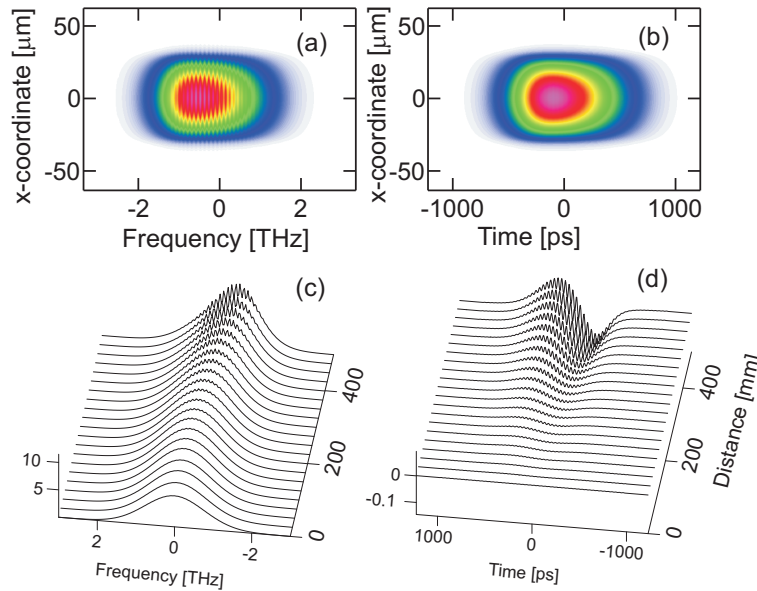 50
0
-50
x-coordinate [μm]
(a)
-2
0
2
Frequency [THz]
50
0
-50
x-coordinate [μm]
(b)
-1000
0
1000
Time [ps]
(c)
10
5
2
0
-2
Frequency [THz]
0
200
400
(d)
0
-0.1
1000
0
-1000
Time [ps]
0
200
400
Distance [mm]